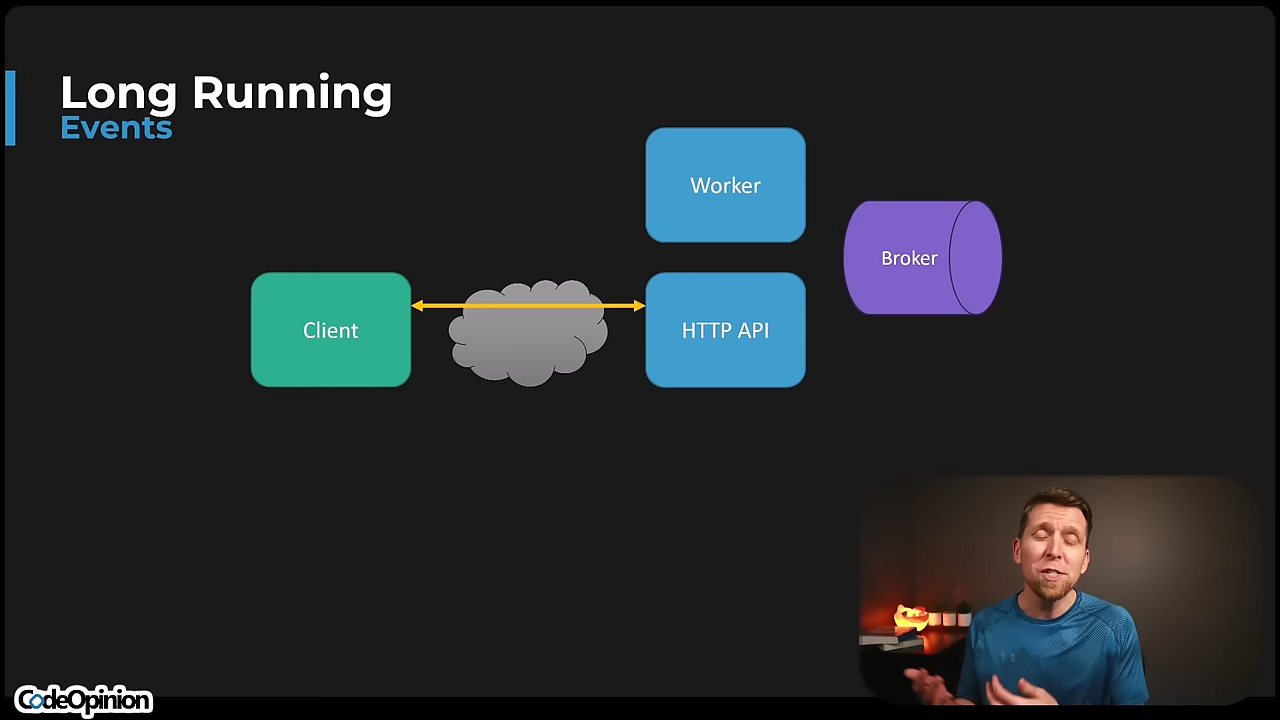 Long Running
Events
Worker
Broker
Client
HTTP API
CodeOpinion